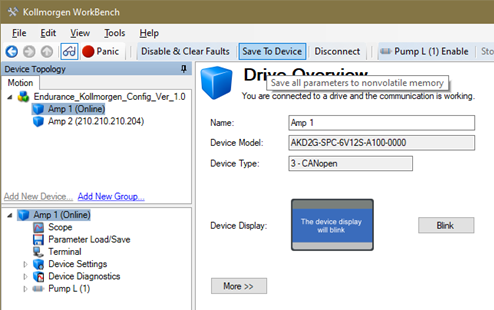 Kollmorgen WorkBench
File Edit View Tools Help
Panic Disable & Clear Faults Save To Device Disconnect Pump L (1) Enable Sto
Device Topology
Motion
Endurance_Kollmorgen_Config_Ver_1.0
Amp 1 (Online)
Amp 2 (210.210.210.204)
Add New Device... Add New Group...
Amp 1 (Online)
Scope
Parameter Load/Save
Terminal
Device Settings
Device Diagnostics
Pump L (1)
Drive Overview
Save all parameters to nonvolatile memory
You are connected to a drive and the communication is working.
Name: Amp 1
Device Model: AKD2G-SPC-6V12S-A100-0000
Device Type: 3 - CANopen
Device Display: The device display
will blink
Blink
More >>